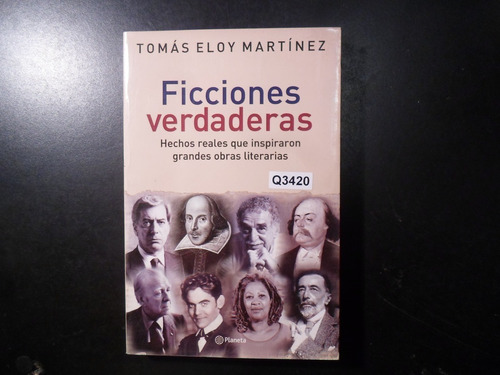 TOMÁS ELOY MARTÍNEZ
Ficciones
verdaderas
Hechos reales que inspiraron
grandes obras literarias
Q3420
Planeta